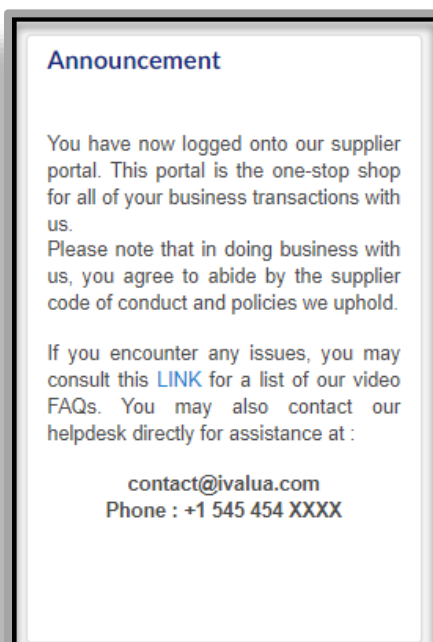 Announcement
You have now logged onto our supplier
portal. This portal is the one-stop shop
for all of your business transactions with
us.
Please note that in doing business with
us, you agree to abide by the supplier
code of conduct and policies we uphold.
If you encounter any issues, you may
consult this LINK for a list of our video
FAQs. You may also contact our
helpdesk directly for assistance at :
contact@ivalua.com
Phone : +1 545 454 XXXX